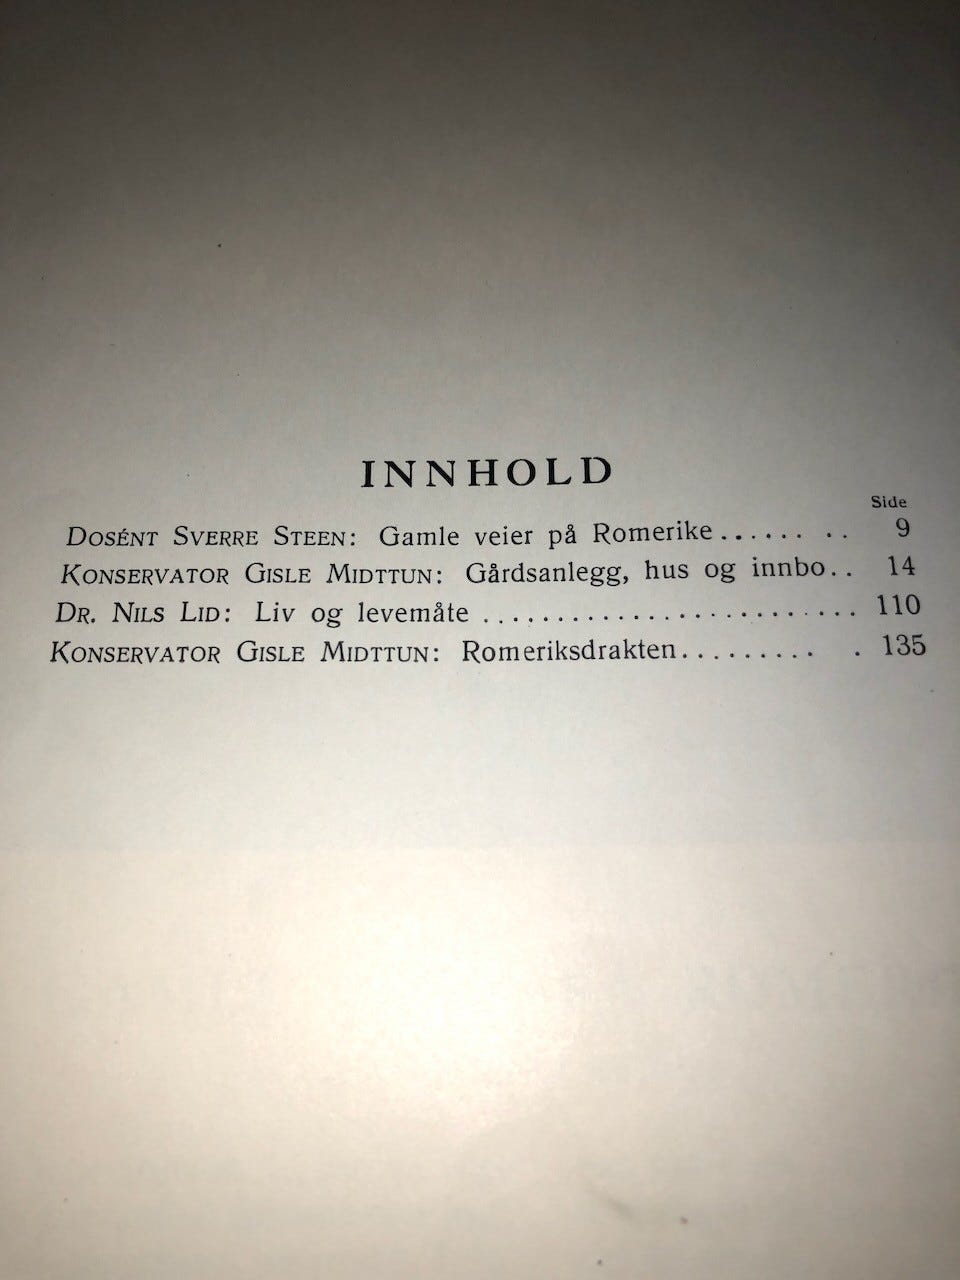 INNHOLD
Side
DOSÉNT SVERRE STEEN: Gamle veier på Romerike...... .. 9
KONSERVATOR GISLE MIDTTUN: Gårdsanlegg, hus og innbo.. 14
DR. NILS LID: Liv og levemåte ........................ 110
KONSERVATOR GISLE MIDTTUN: Romeriksdrakten......... . 135